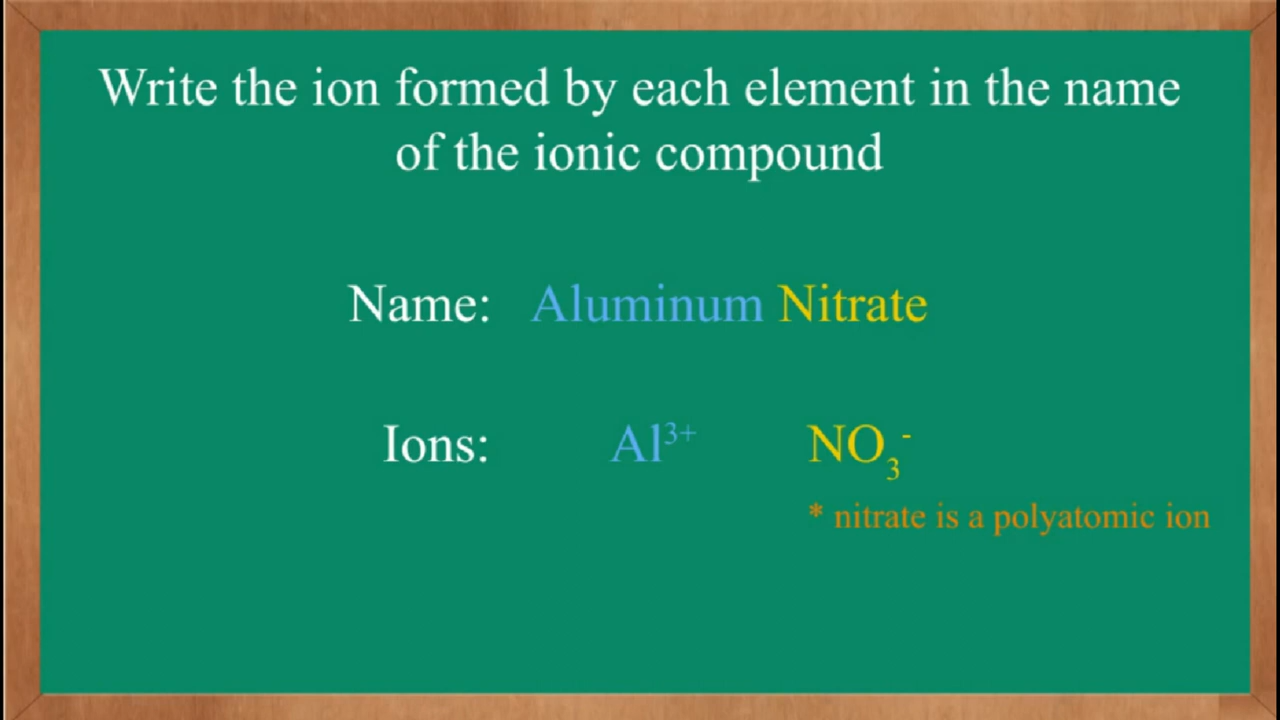 Write the ion formed by each element in the name
of the ionic compound
Name: Aluminum Nitrate
Ions: Al³⁺ NO₃⁻
* nitrate is a polyatomic ion